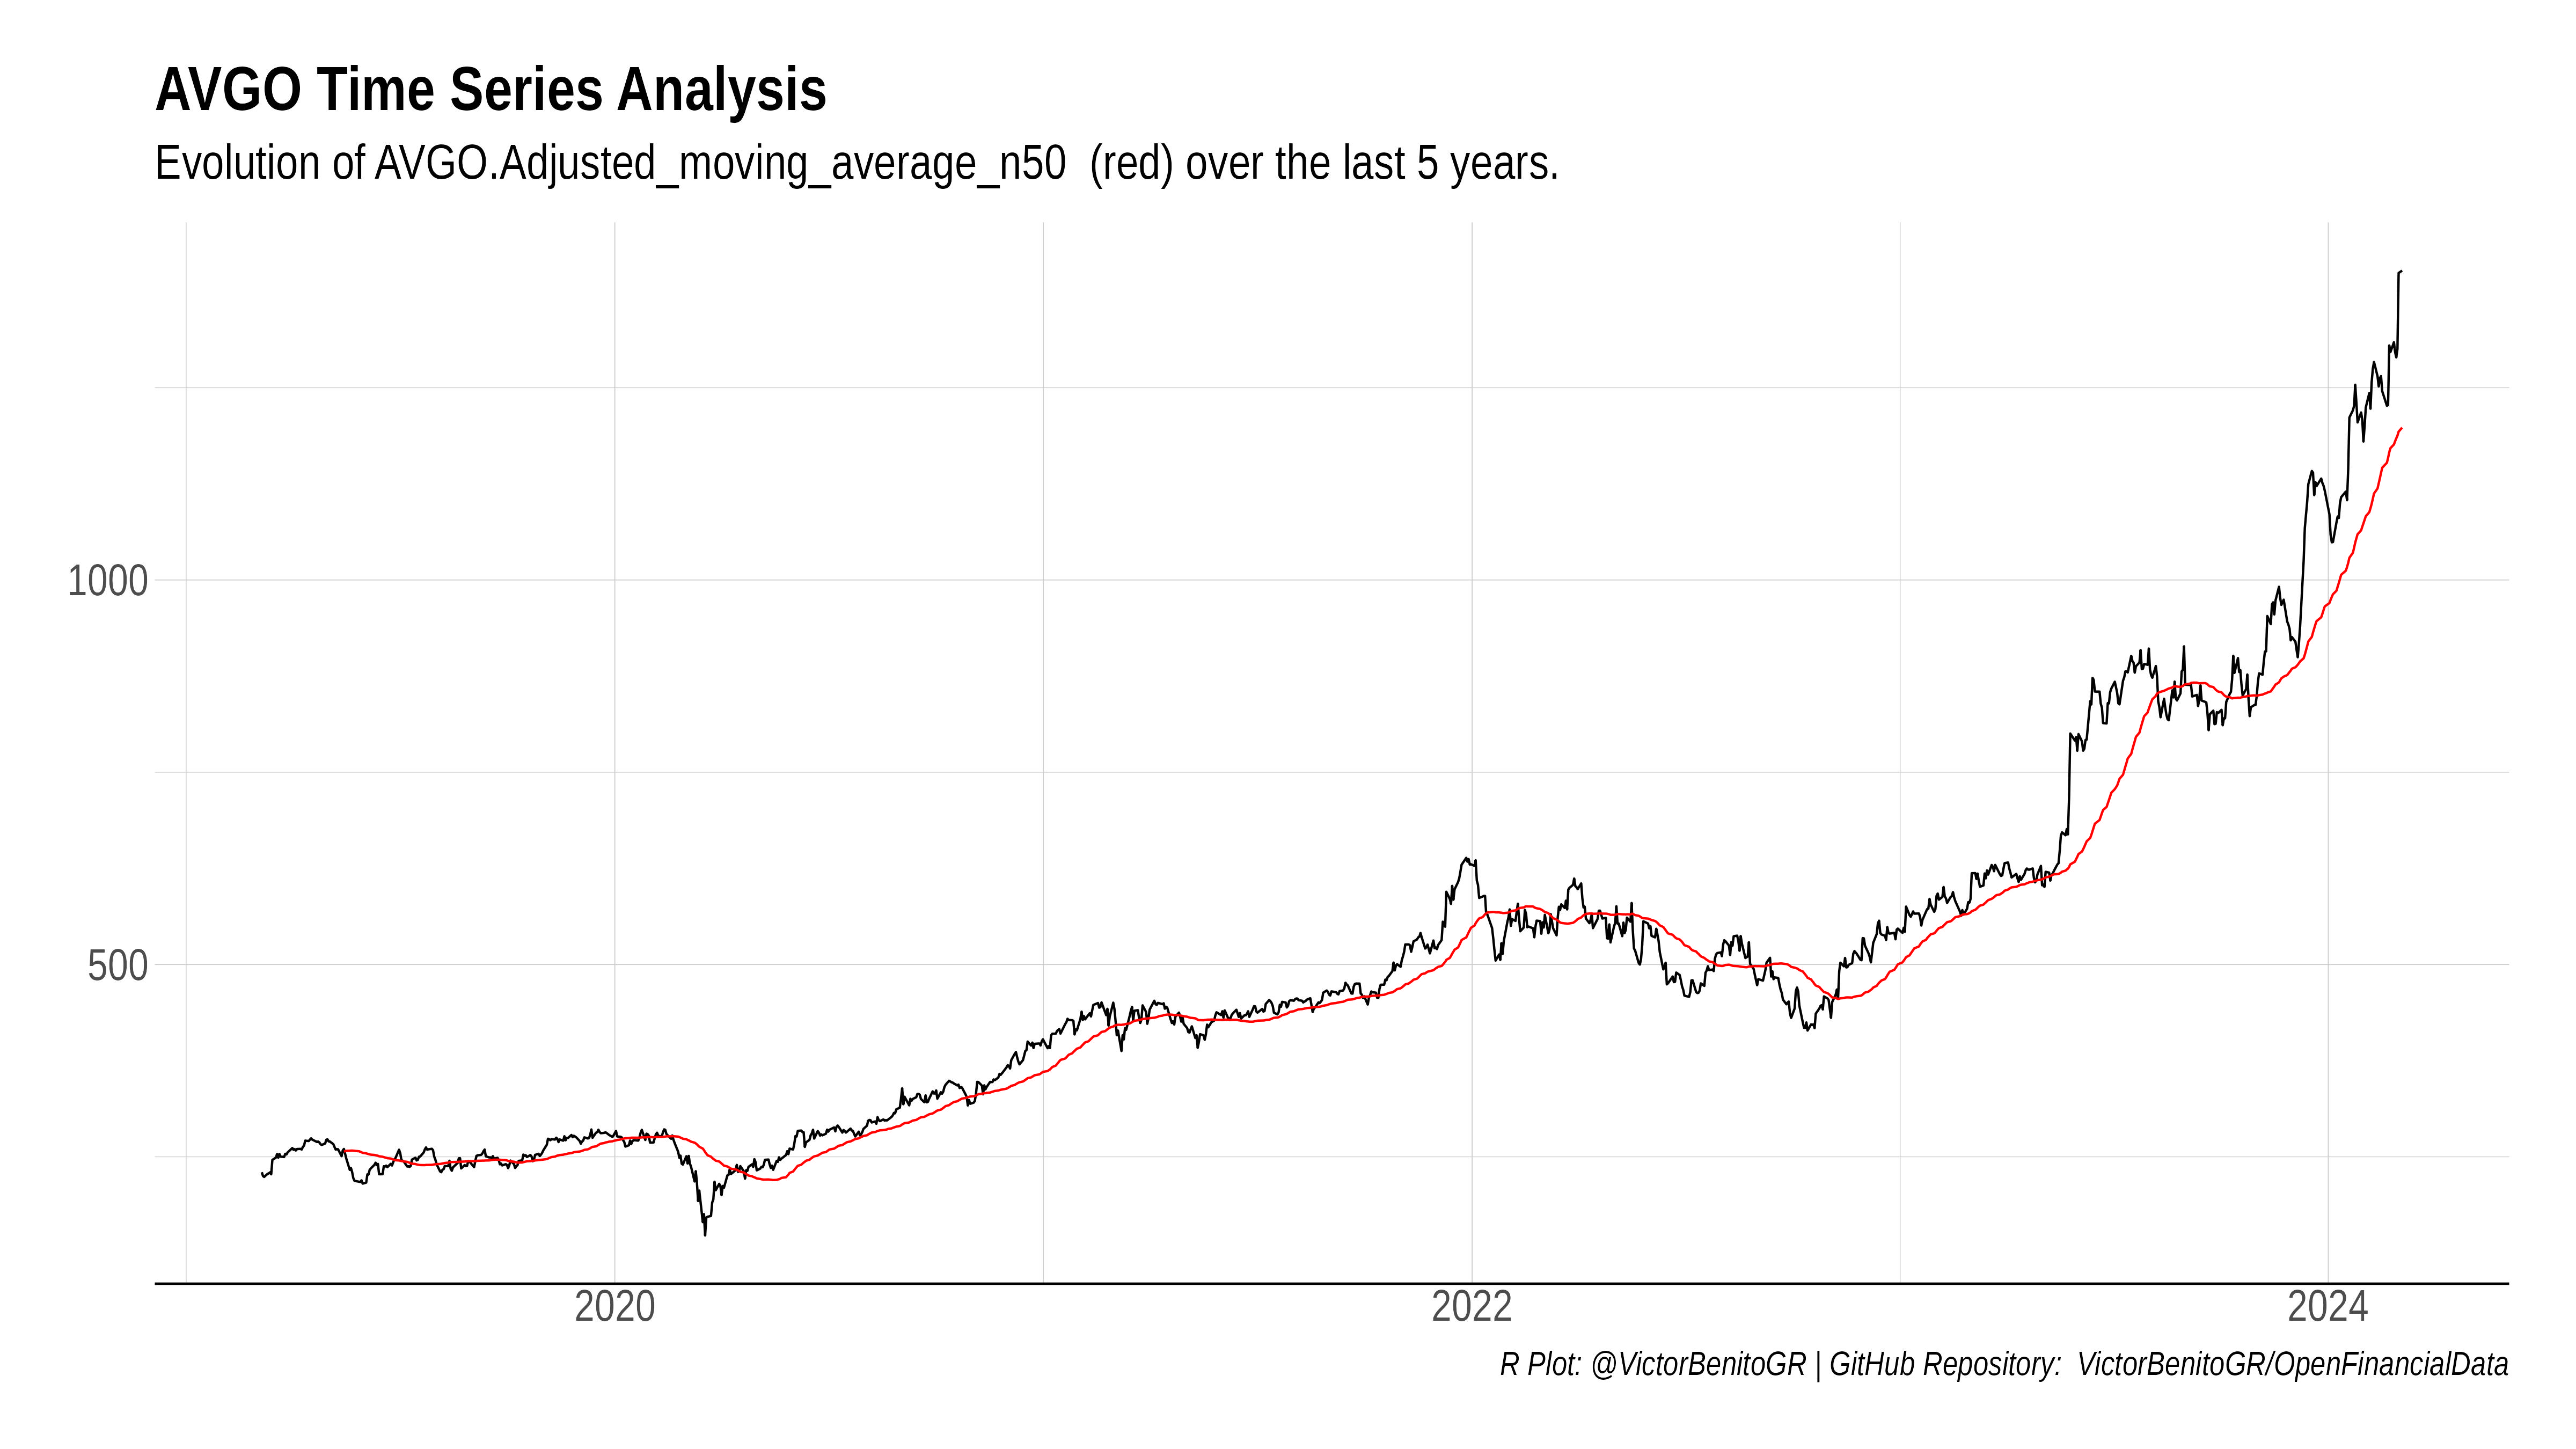 AVGO Time Series Analysis
Evolution of AVGO.Adjusted_moving_average_n50  (red) over the last 5 years.
1000
500
2020
2022
2024
R Plot: @VictorBenitoGR | GitHub Repository:  VictorBenitoGR/OpenFinancialData